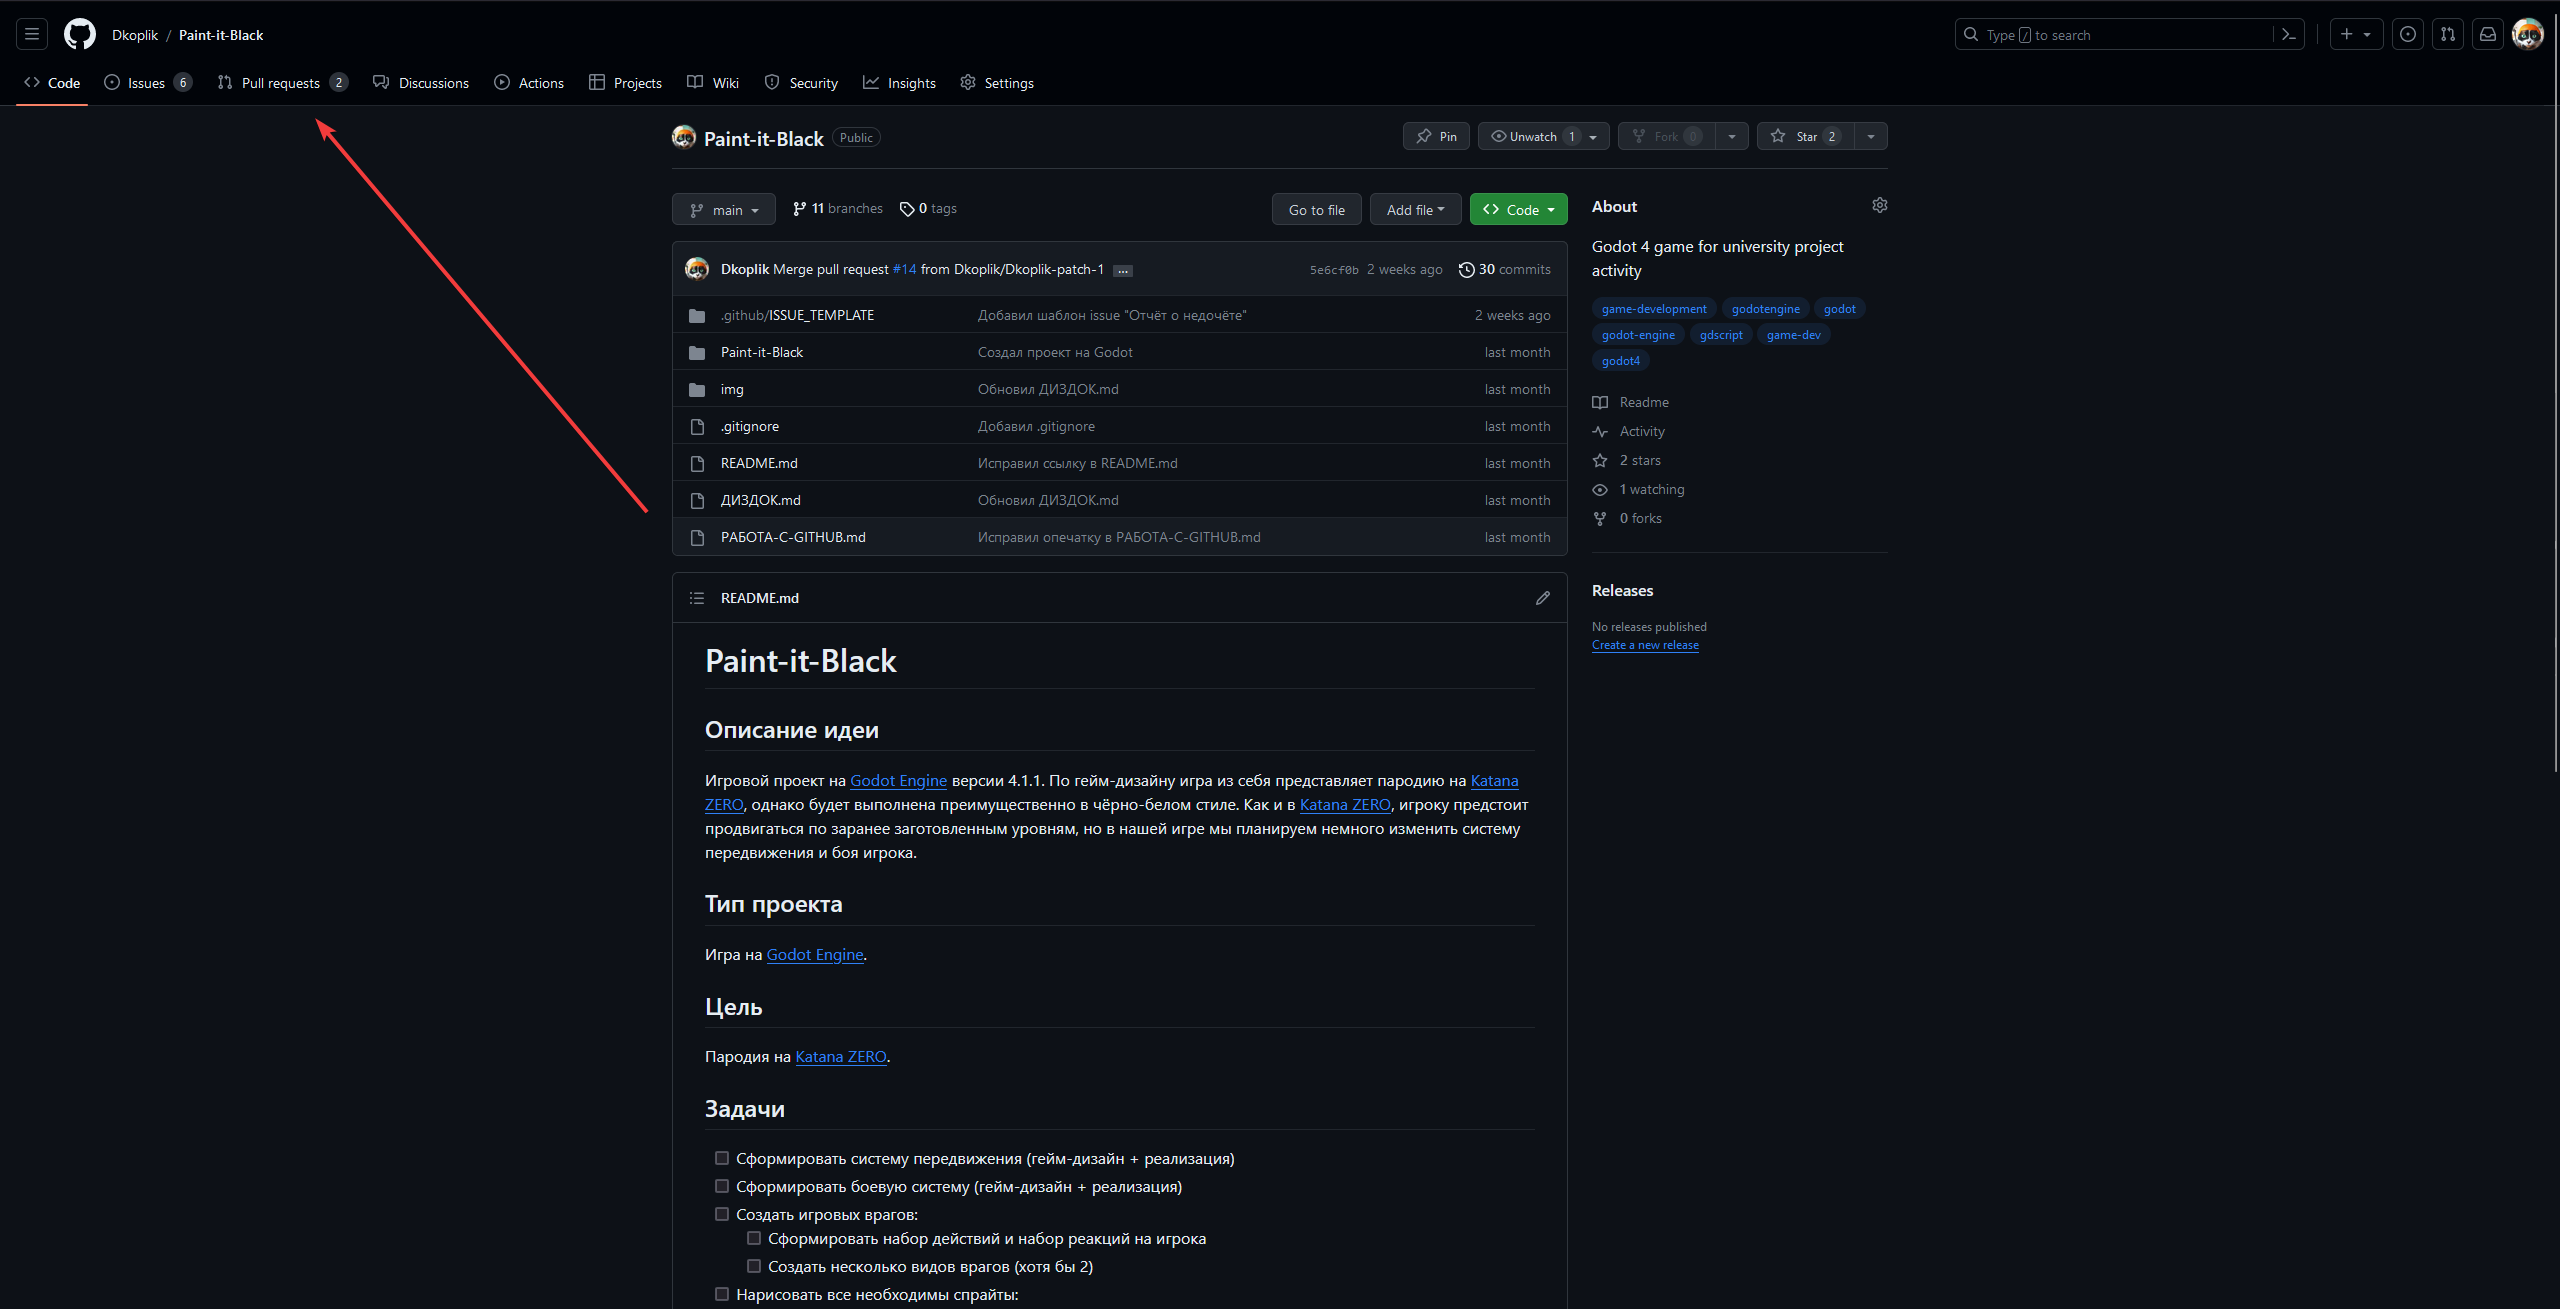 Dkoplik / Paint-it-Black
Type / to search
Code Issues 6 Pull requests 2 Discussions Actions Projects Wiki Security Insights Settings
Paint-it-Black Public
Pin Unwatch 1 Fork 0 Star 2
main 11 branches 0 tags Go to file Add file Code
Dkoplik Merge pull request #14 from Dkoplik/Dkoplik-patch-1 ... 5e6cf0b 2 weeks ago 30 commits
.github/ISSUE_TEMPLATE Добавил шаблон issue "Отчёт о недочёте" 2 weeks ago
Paint-it-Black Создал проект на Godot last month
img Обновил ДИЗДОК.md last month
.gitignore Добавил .gitignore last month
README.md Исправил ссылку в README.md last month
ДИЗДОК.md Обновил ДИЗДОК.md last month
РАБОТА-С-GITHUB.md Исправил опечатку в РАБОТА-С-GITHUB.md last month
README.md
Paint-it-Black
Описание идеи
Игровой проект на Godot Engine версии 4.1.1. По гейм-дизайну игра из себя представляет пародию на Katana
ZERO, однако будет выполнена преимущественно в чёрно-белом стиле. Как и в Katana ZERO, игроку предстоит
продвигаться по заранее заготовленным уровням, но в нашей игре мы планируем немного изменить систему
передвижения и боя игрока.
Тип проекта
Игра на Godot Engine.
Цель
Пародия на Katana ZERO.
Задачи
Сформировать систему передвижения (гейм-дизайн + реализация)
Сформировать боевую систему (гейм-дизайн + реализация)
Создать игровых врагов:
Сформировать набор действий и набор реакций на игрока
Создать несколько видов врагов (хотя бы 2)
Нарисовать все необходимы спрайты:
About
Godot 4 game for university project
activity
game-development godotengine godot
godot-engine gdscript game-dev
godot4
Readme
Activity
2 stars
1 watching
0 forks
Releases
No releases published
Create a new release